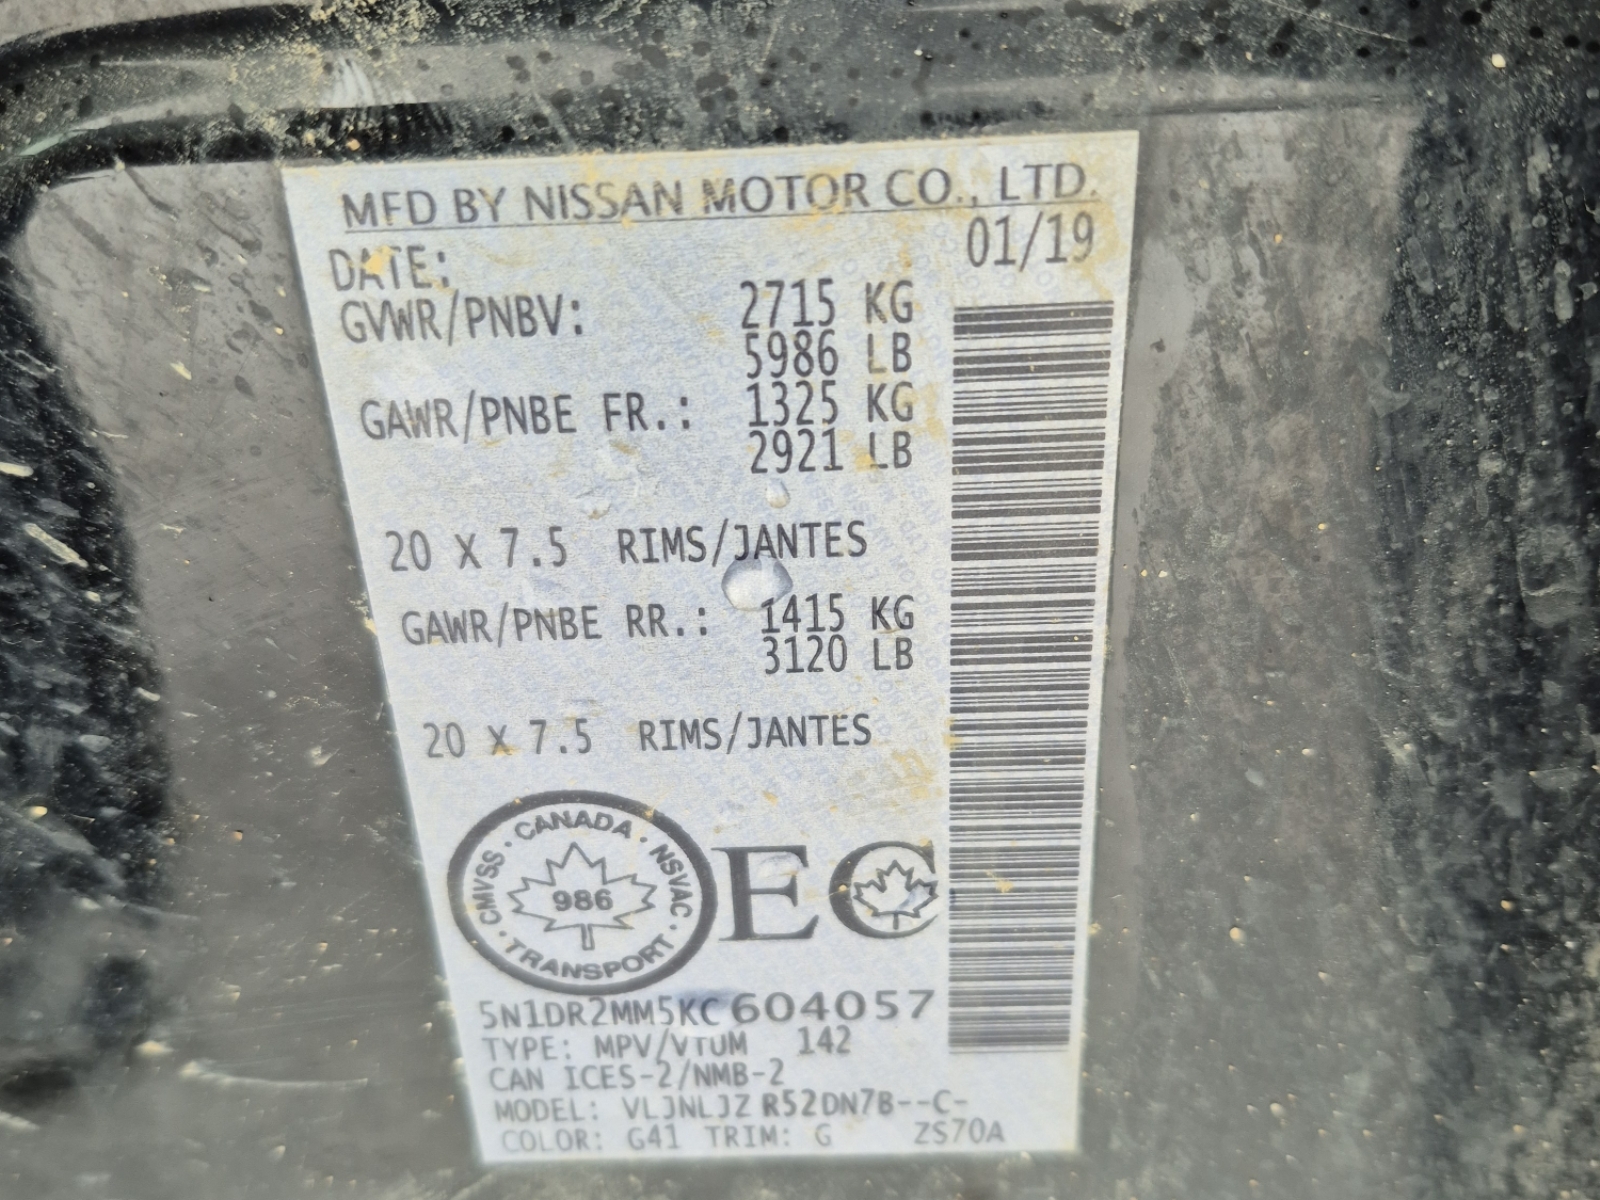 MFD BY NISSAN MOTOR CO., LTD.
DATE: 01/19
GVWR/PNBV: 2715 KG
5986 LB
GAWR/PNBE FR.: 1325 KG
2921 LB
20 X 7.5 RIMS/JANTES
GAWR/PNBE RR.: 1415 KG
3120 LB
20 X 7.5 RIMS/JANTES
CANADA · NSVAC · TRANSPORT · CMVSS ·
986
EC
5N1DR2MM5KC604057
TYPE: MPV/VTUM 142
CAN ICES-2/NMB-2
MODEL: VLJNLJZ R52DN7B--C-
COLOR: G41 TRIM: G ZS70A